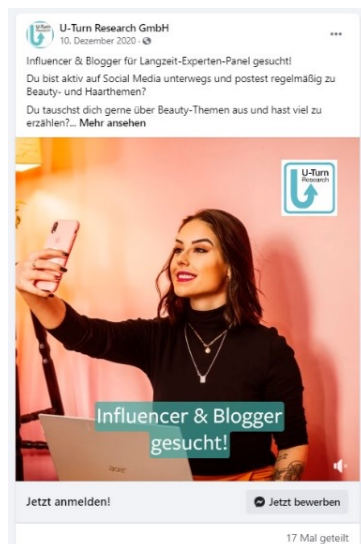 U-Turn Research GmbH
10. Dezember 2020 ·
Influencer & Blogger für Langzeit-Experten-Panel gesucht!
Du bist aktiv auf Social Media unterwegs und postest regelmäßig zu
Beauty- und Haarthemen?
Du tauschst dich gerne über Beauty-Themen aus und hast viel zu
erzählen?... Mehr ansehen
U-Turn
Research
Influencer & Blogger
gesucht!
acer
Jetzt anmelden!
Jetzt bewerben
17 Mal geteilt